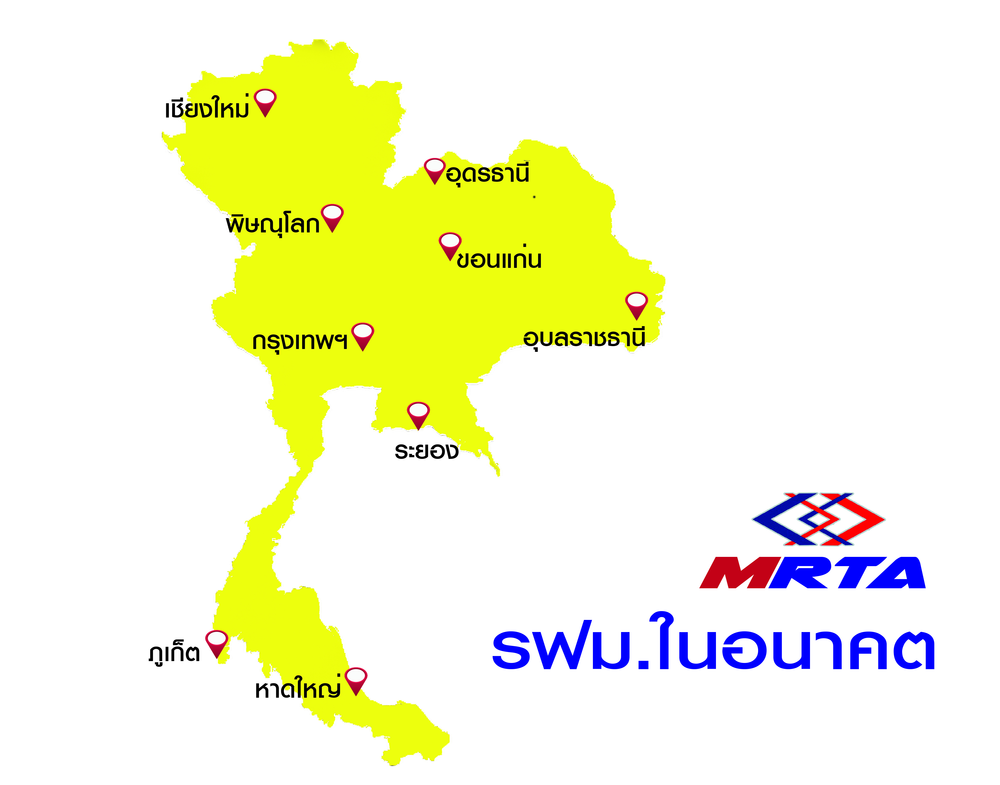 เชียงใหม่
อุดรธานี
พิษณุโลก
ขอนแก่น
กรุงเทพฯ
อุบลราชธานี
ระยอง
MRTA
รฟม.ในอนาคต
ภูเก็ต
หาดใหญ่